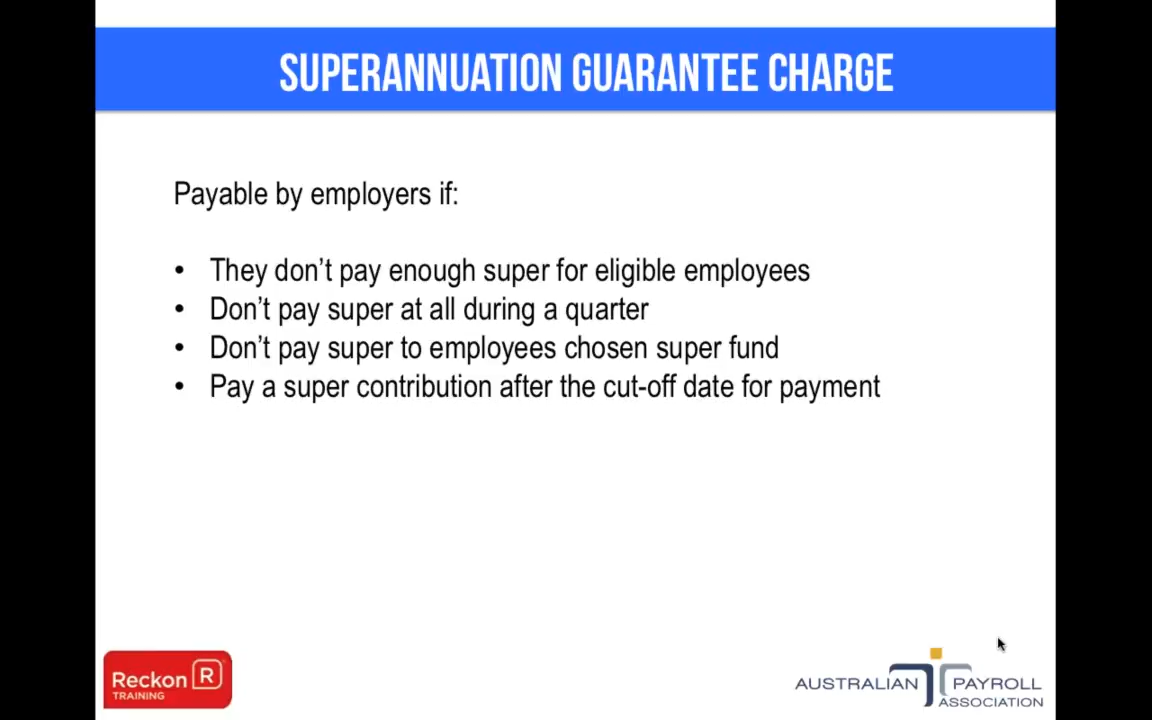 SUPERANNUATION GUARANTEE CHARGE
Payable by employers if:
• They don't pay enough super for eligible employees
• Don't pay super at all during a quarter
• Don't pay super to employees chosen super fund
• Pay a super contribution after the cut-off date for payment
Reckon R
TRAINING
AUSTRALIAN PAYROLL
ASSOCIATION